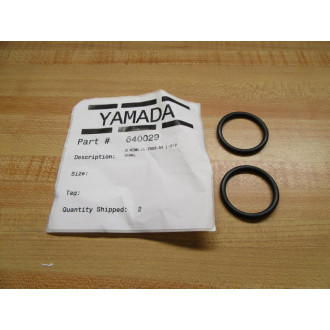 YAMADA
Part # 640029
Description:
Size:
Tag:
Quantity Shipped: 2